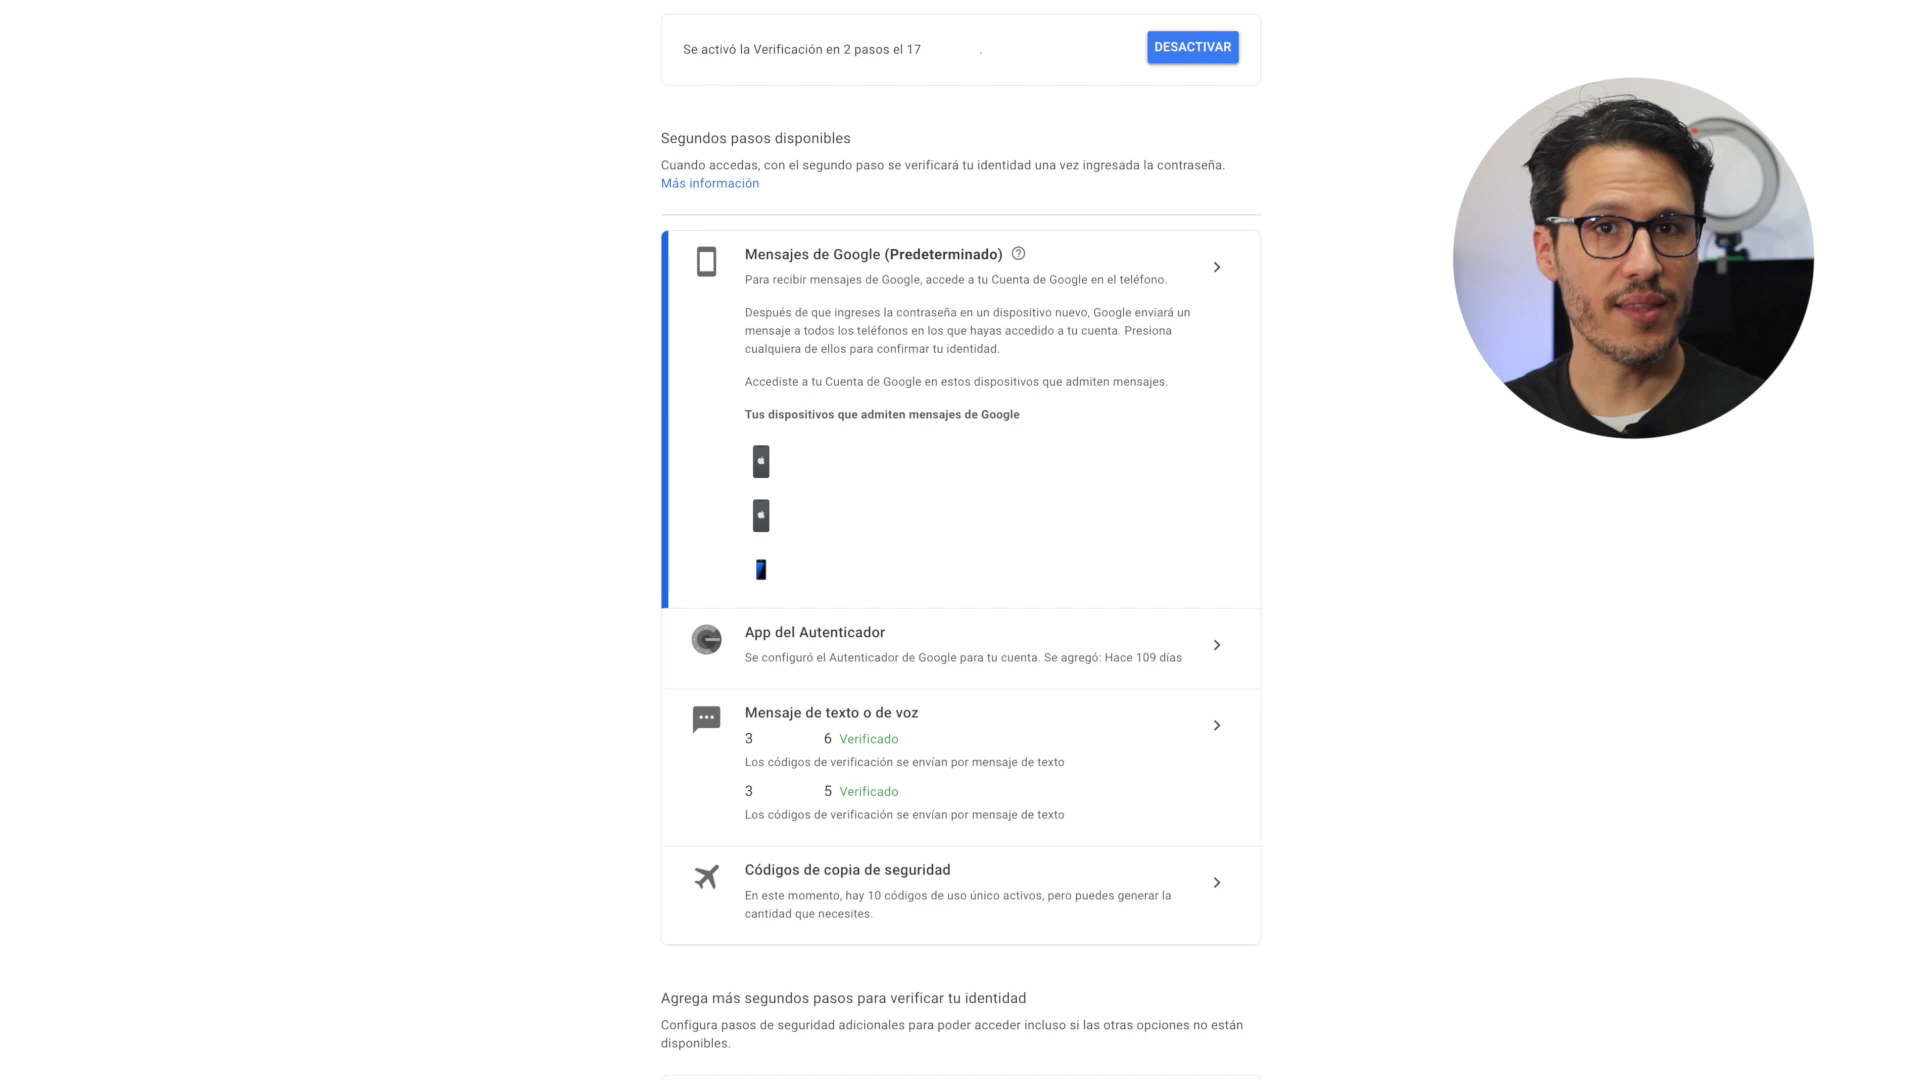 Se activó la Verificación en 2 pasos el 17 .
DESACTIVAR
Segundos pasos disponibles
Cuando accedas, con el segundo paso se verificará tu identidad una vez ingresada la contraseña.
Más información
Mensajes de Google (Predeterminado)
Para recibir mensajes de Google, accede a tu Cuenta de Google en el teléfono.
Después de que ingreses la contraseña en un dispositivo nuevo, Google enviará un
mensaje a todos los teléfonos en los que hayas accedido a tu cuenta. Presiona
cualquiera de ellos para confirmar tu identidad.
Accediste a tu Cuenta de Google en estos dispositivos que admiten mensajes.
Tus dispositivos que admiten mensajes de Google
App del Autenticador
Se configuró el Autenticador de Google para tu cuenta. Se agregó: Hace 109 días
Mensaje de texto o de voz
3 6 Verificado
Los códigos de verificación se envían por mensaje de texto
3 5 Verificado
Los códigos de verificación se envían por mensaje de texto
Códigos de copia de seguridad
En este momento, hay 10 códigos de uso único activos, pero puedes generar la
cantidad que necesites.
Agrega más segundos pasos para verificar tu identidad
Configura pasos de seguridad adicionales para poder acceder incluso si las otras opciones no están
disponibles.